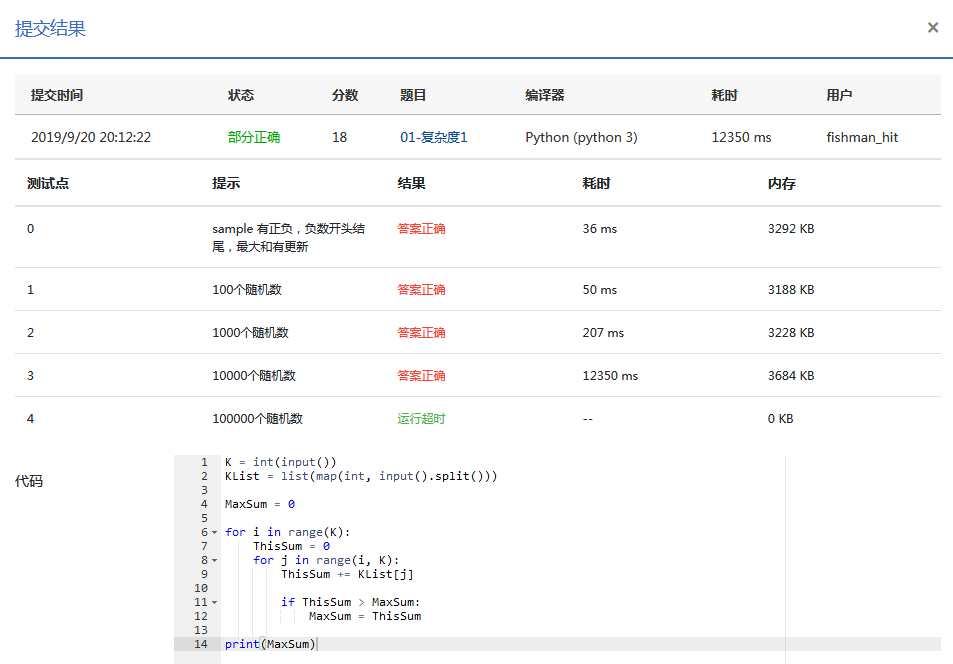 提交结果
×
提交时间 状态 分数 题目 编译器 耗时 用户
2019/9/20 20:12:22 部分正确 18 01-复杂度1 Python (python 3) 12350 ms fishman_hit
测试点 提示 结果 耗时 内存
0 sample 有正负，负数开头结 答案正确 36 ms 3292 KB
尾，最大和有更新
1 100个随机数 答案正确 50 ms 3188 KB
2 1000个随机数 答案正确 207 ms 3228 KB
3 10000个随机数 答案正确 12350 ms 3684 KB
4 100000个随机数 运行超时 -- 0 KB
代码
1 K = int(input())
2 KList = list(map(int, input().split()))
3
4 MaxSum = 0
5
6 for i in range(K):
7     ThisSum = 0
8     for j in range(i, K):
9         ThisSum += KList[j]
10
11         if ThisSum > MaxSum:
12             MaxSum = ThisSum
13
14 print(MaxSum)